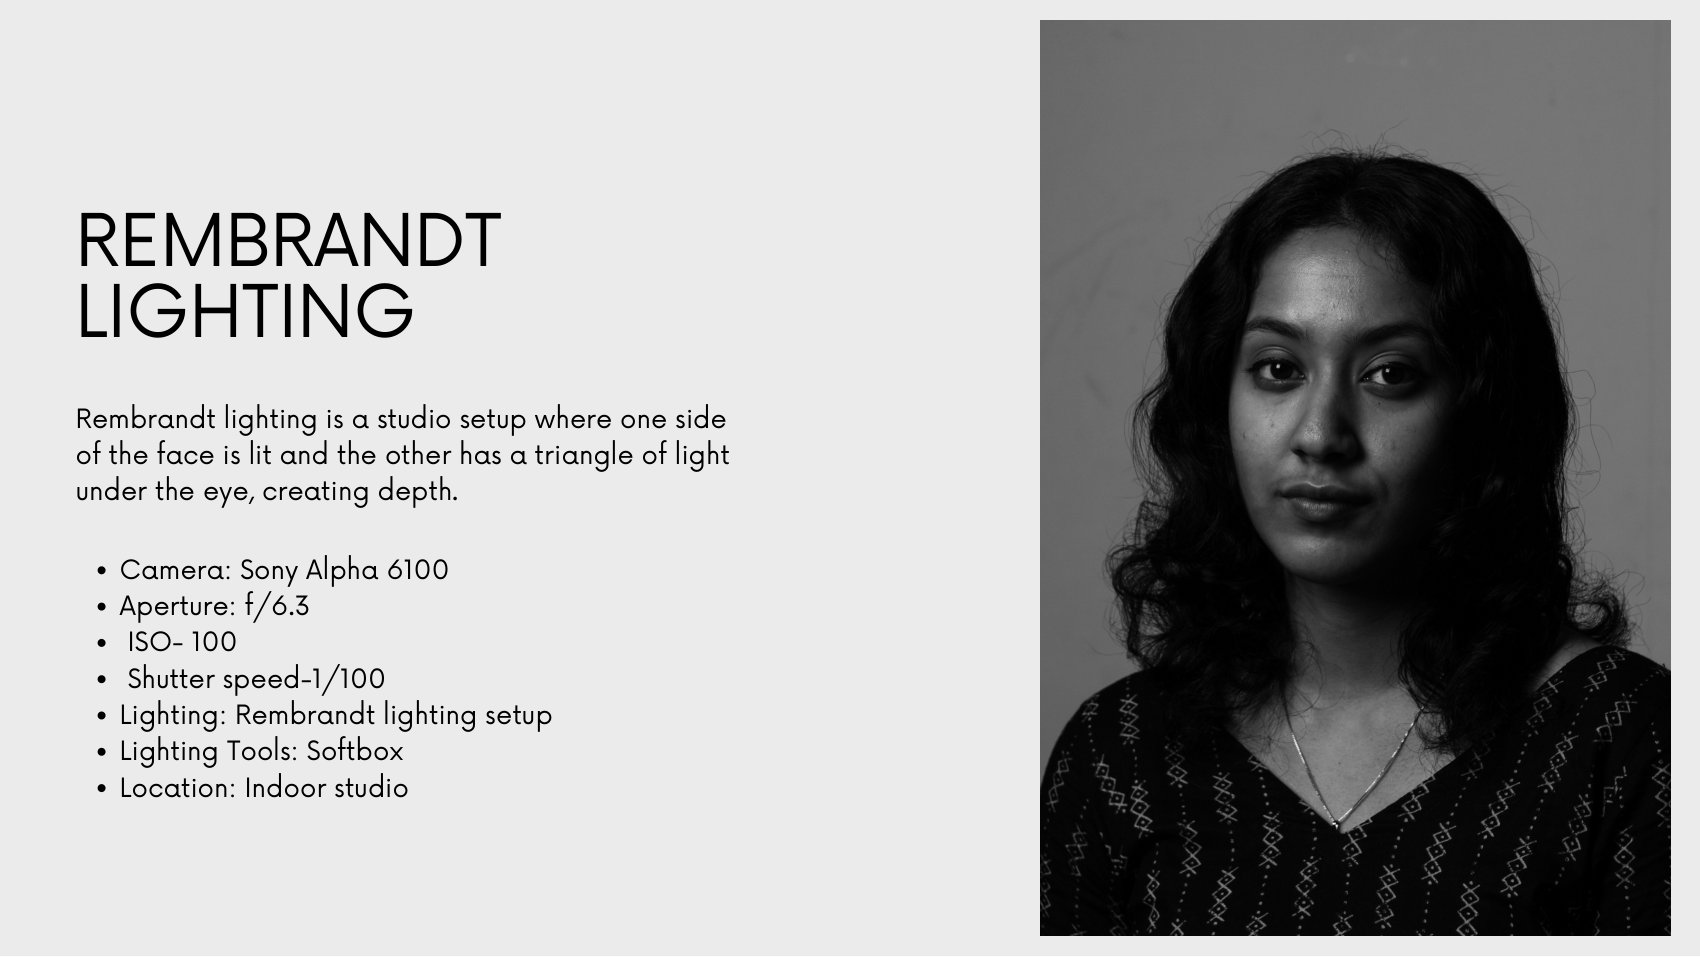 REMBRANDT
LIGHTING
Rembrandt lighting is a studio setup where one side
of the face is lit and the other has a triangle of light
under the eye, creating depth.
• Camera: Sony Alpha 6100
• Aperture: f/6.3
• ISO- 100
• Shutter speed-1/100
• Lighting: Rembrandt lighting setup
• Lighting Tools: Softbox
• Location: Indoor studio